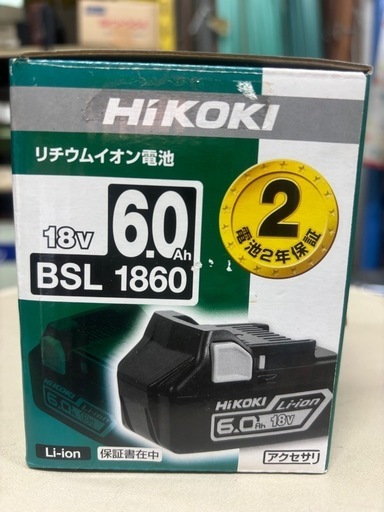 HiKOKI
リチウムイオン電池
18V
6.0Ah
BSL 1860
2
電池2年保証
HiKOKI Li-ion
6.0Ah 18V
Li-ion
保証書在中
アクセサリ